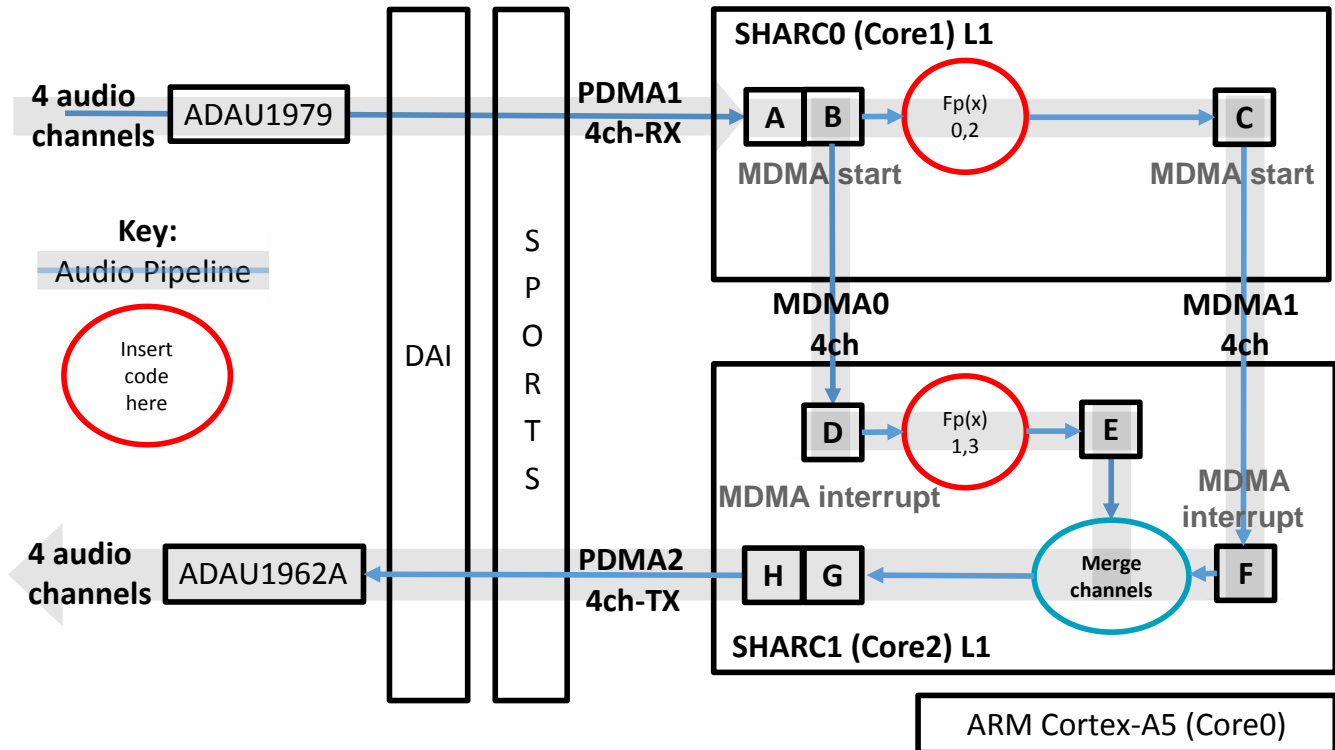 SHARC0 (Core1) L1
4 audio
channels
ADAU1979
PDMA1
4ch-RX
A
B
Fp(x)
0,2
C
MDMA start
MDMA start
Key:
Audio Pipeline
Insert
code
here
DAI
S
P
O
R
T
S
MDMA0
4ch
MDMA1
4ch
D
Fp(x)
1,3
E
MDMA interrupt
MDMA
interrupt
4 audio
channels
ADAU1962A
PDMA2
4ch-TX
H
G
Merge
channels
F
SHARC1 (Core2) L1
ARM Cortex-A5 (Core0)